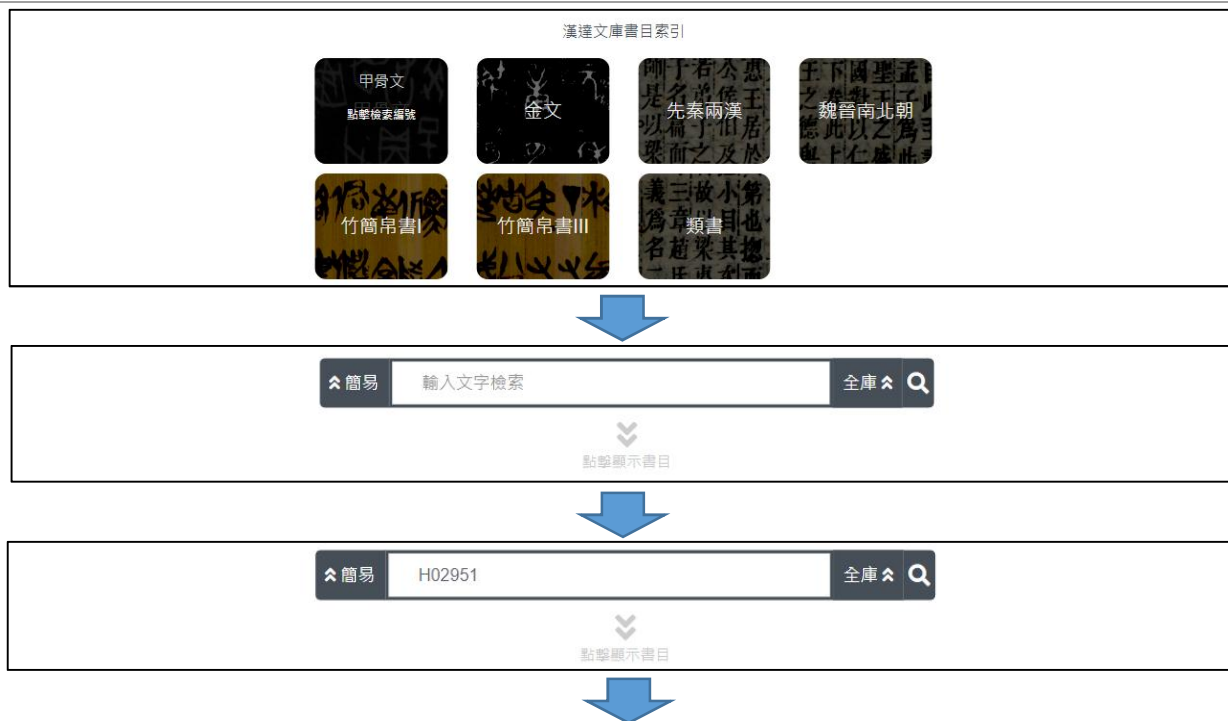 漢達文庫書目索引
甲骨文
點擊檢索編號
金文
先秦兩漢
魏晉南北朝
竹簡帛書I
竹簡帛書III
類書
簡易 輸入文字檢索 全庫
點擊顯示書目
簡易 H02951 全庫
點擊顯示書目